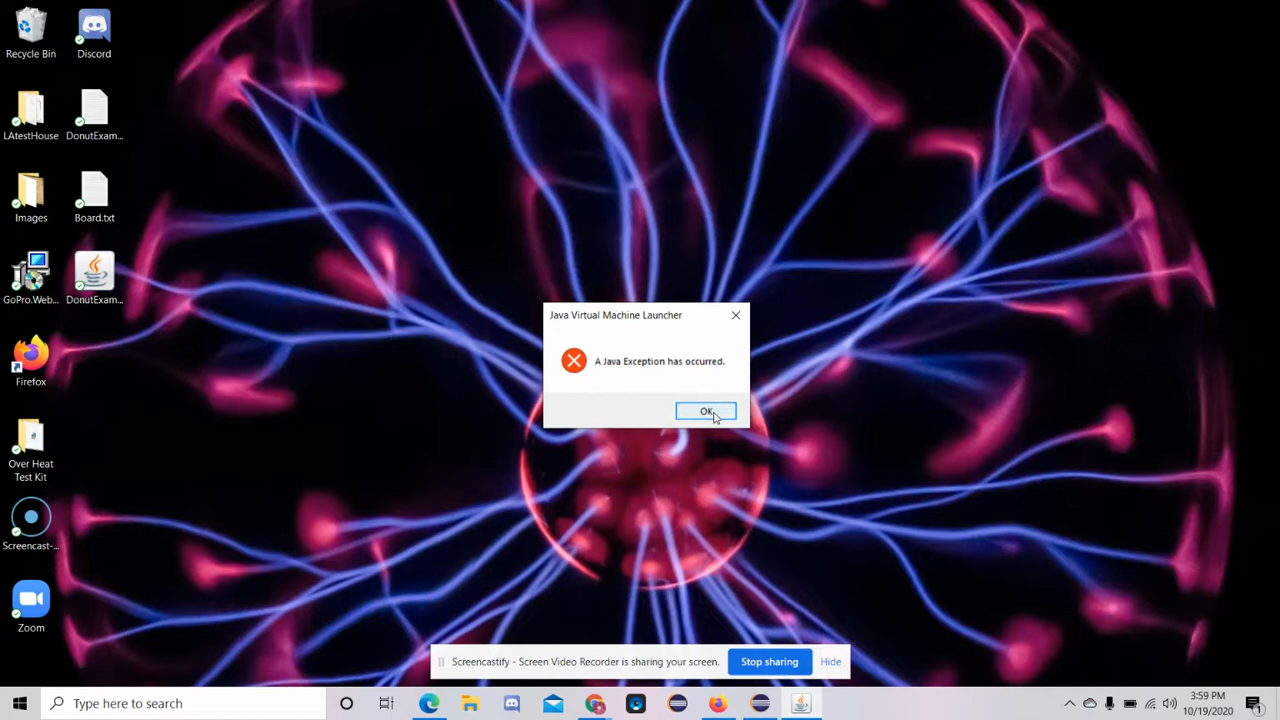 Recycle Bin
Discord
LAtestHouse
DonutExam...
Images
Board.txt
GoPro.Web...
DonutExam...
Firefox
Over Heat
Test Kit
Screencast-...
Zoom
Java Virtual Machine Launcher
A Java Exception has occurred.
OK
Screencastify - Screen Video Recorder is sharing your screen.
Stop sharing
Hide
Type here to search
3:59 PM
10/19/2020
1